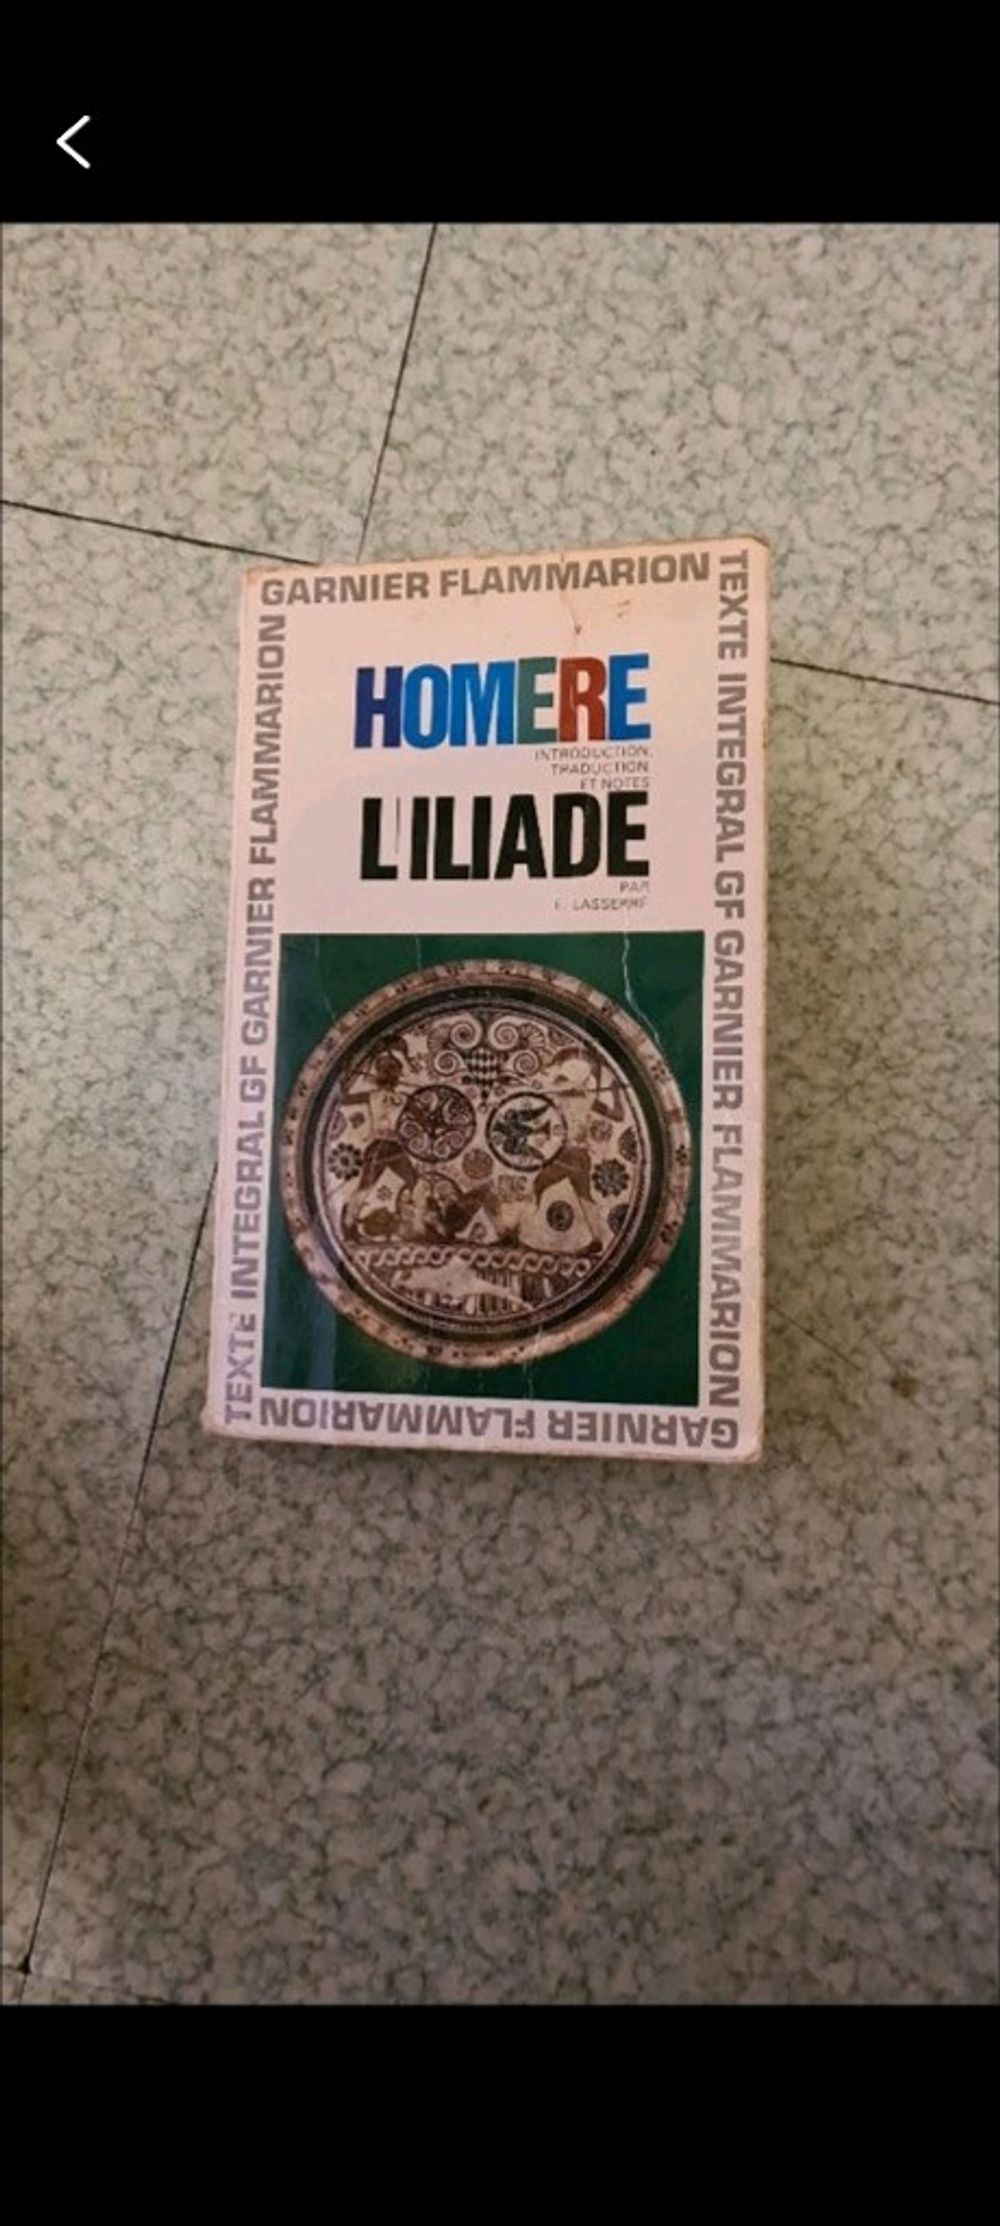 GARNIER FLAMMARION
TEXTE INTEGRAL GF GARNIER FLAMMARION
HOMERE
INTRODUCTION,
TRADUCTION
ET NOTES
L'ILIADE
PAR
E. LASSERRE
TEXTE INTEGRAL GF GARNIER FLAMMARION
GARNIER FLAMMARION